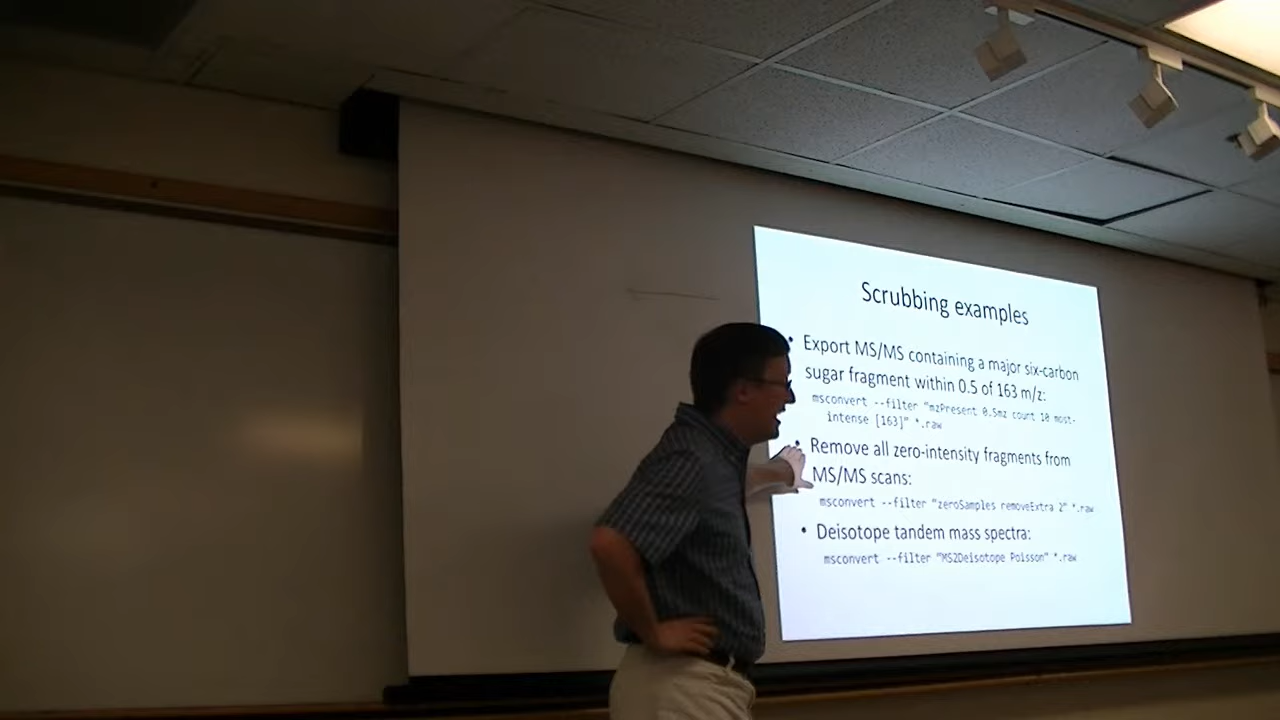 Scrubbing examples
• Export MS/MS containing a major six-carbon
sugar fragment within 0.5 of 163 m/z:
msconvert --filter "mzPresent 0.5mz count 10 most-
intense [163]" *.raw
• Remove all zero-intensity fragments from
MS/MS scans:
msconvert --filter "zeroSamples removeExtra 2" *.raw
• Deisotope tandem mass spectra:
msconvert --filter "MS2Deisotope Poisson" *.raw